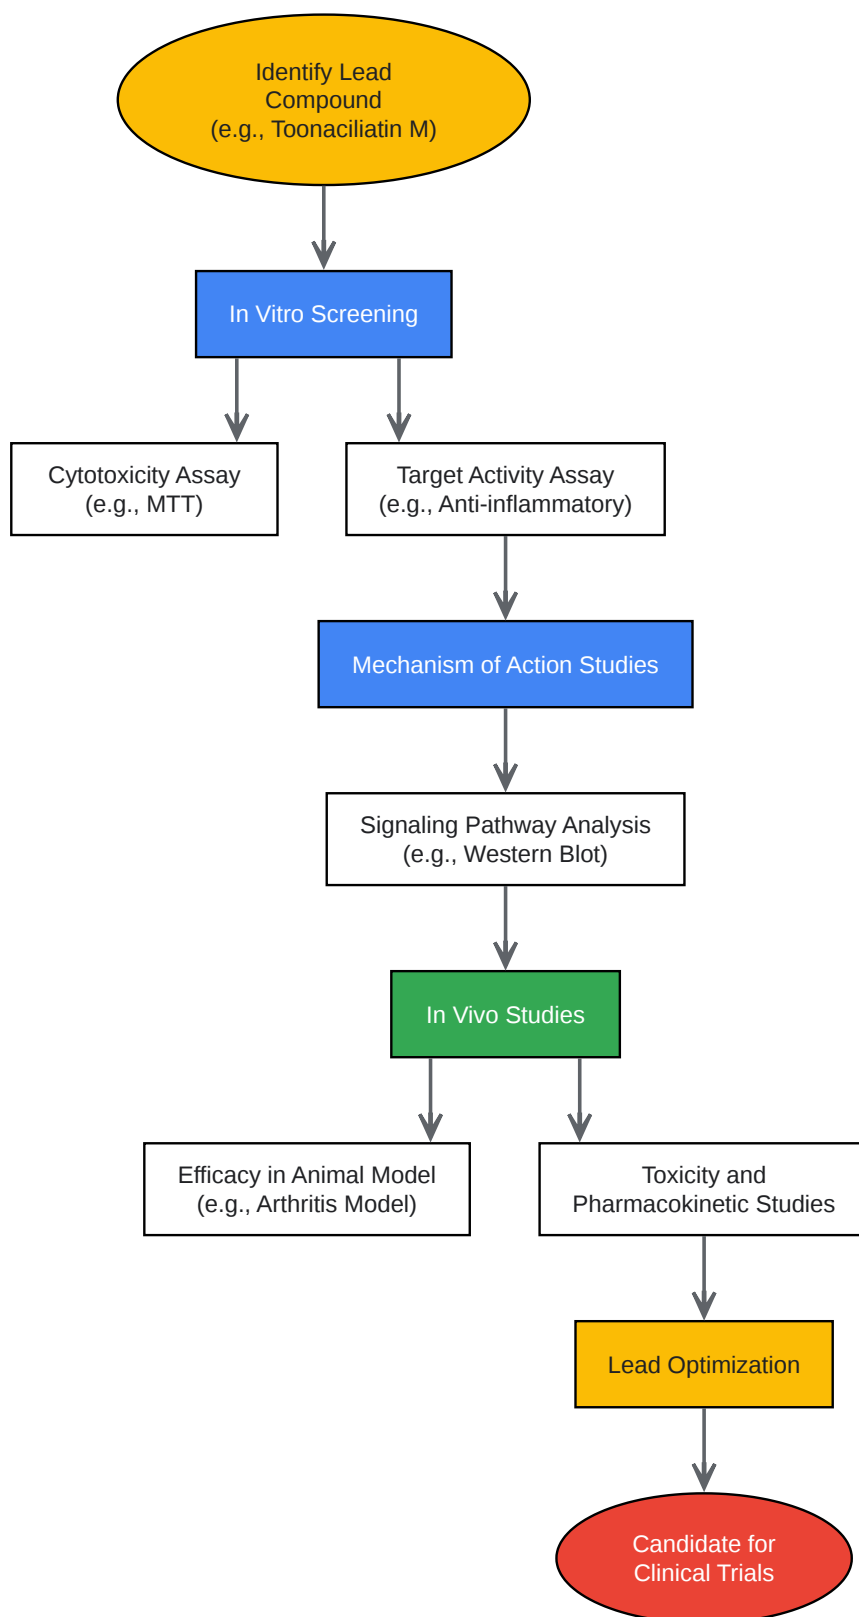 Identify Lead
Compound
(e.g., Toonaciliatin M)
In Vitro Screening
Cytotoxicity Assay
(e.g., MTT)
Target Activity Assay
(e.g., Anti-inflammatory)
Mechanism of Action Studies
Signaling Pathway Analysis
(e.g., Western Blot)
In Vivo Studies
Efficacy in Animal Model
(e.g., Arthritis Model)
Toxicity and
Pharmacokinetic Studies
Lead Optimization
Candidate for
Clinical Trials